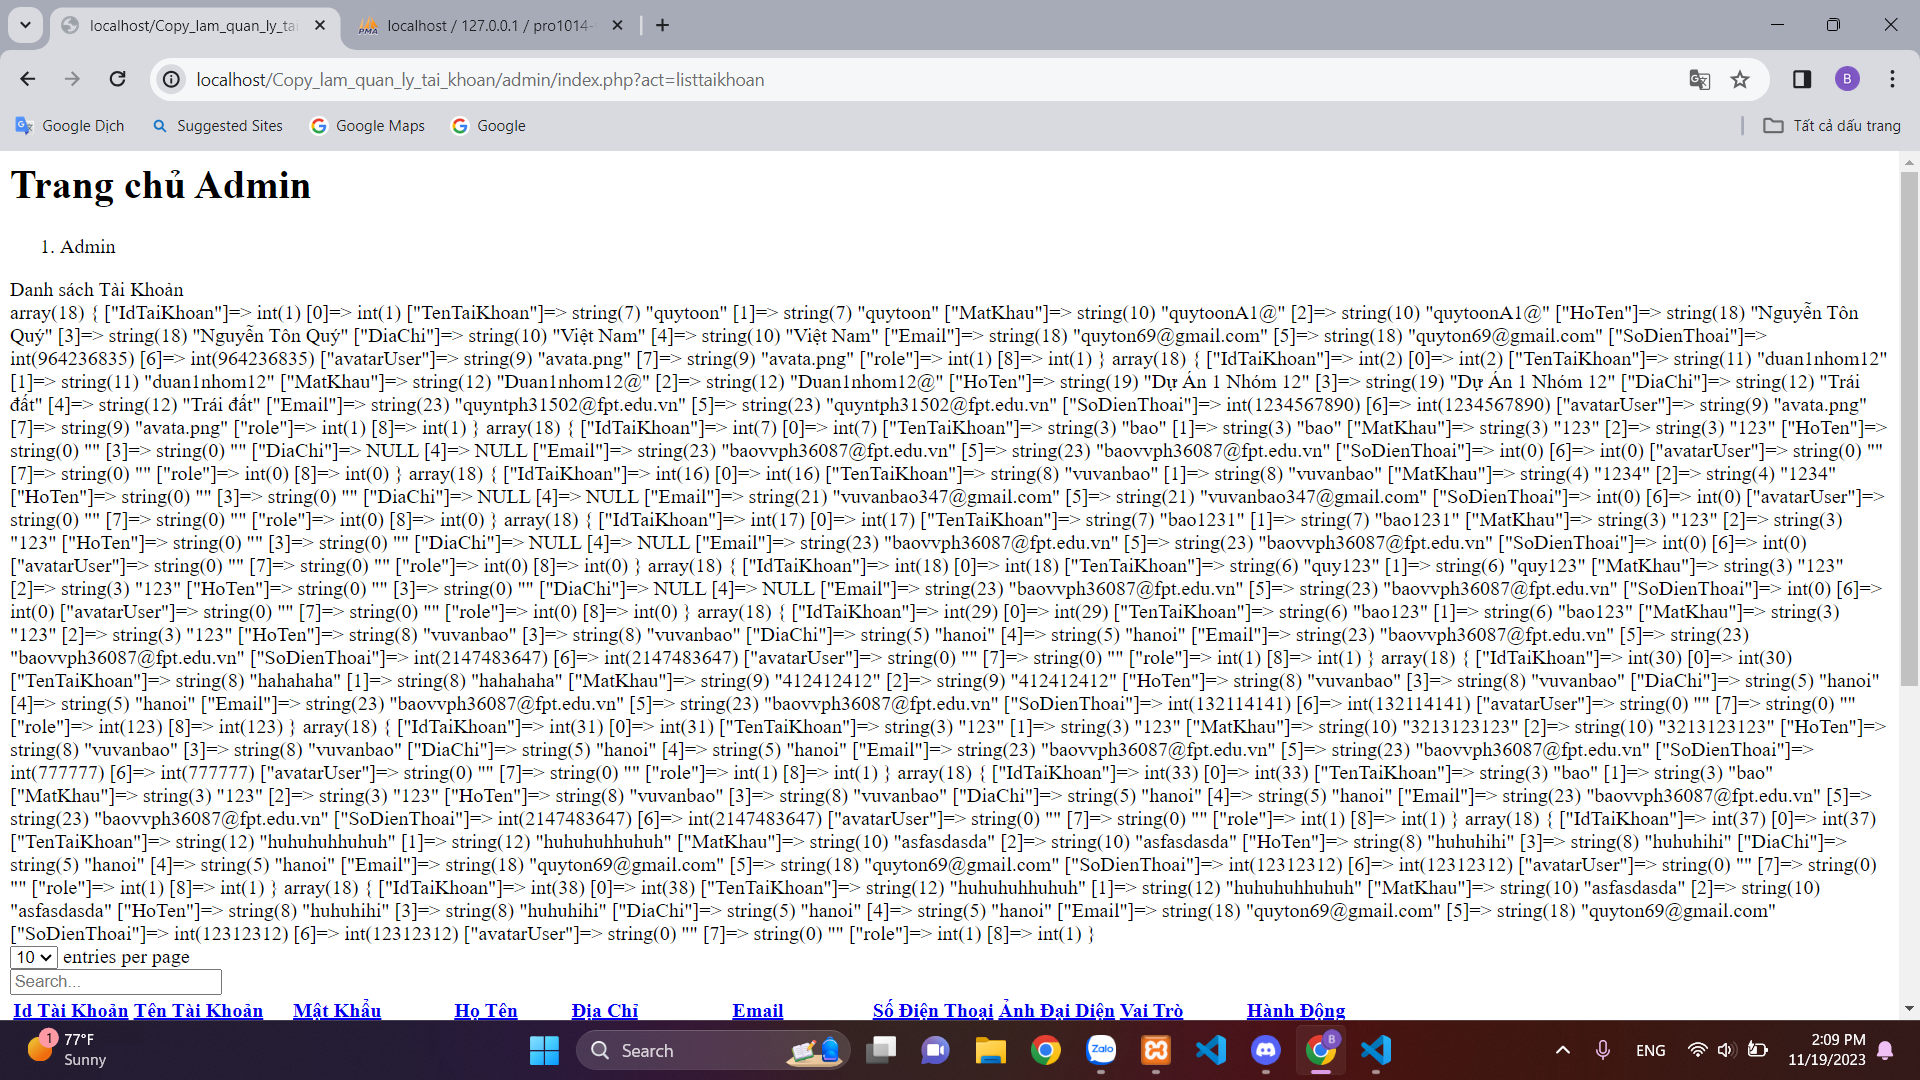 localhost/Copy_lam_quan_ly_tai
localhost / 127.0.0.1 / pro1014-
localhost/Copy_lam_quan_ly_tai_khoan/admin/index.php?act=listtaikhoan
B
Google Dịch
Suggested Sites
Google Maps
Google
Tất cả dấu trang
Trang chủ Admin
1. Admin
Danh sách Tài Khoản
array(18) { ["IdTaiKhoan"]=> int(1) [0]=> int(1) ["TenTaiKhoan"]=> string(7) "quytoon" [1]=> string(7) "quytoon" ["MatKhau"]=> string(10) "quytoonA1@" [2]=> string(10) "quytoonA1@" ["HoTen"]=> string(18) "Nguyễn Tôn
Quý" [3]=> string(18) "Nguyễn Tôn Quý" ["DiaChi"]=> string(10) "Việt Nam" [4]=> string(10) "Việt Nam" ["Email"]=> string(18) "quyton69@gmail.com" [5]=> string(18) "quyton69@gmail.com" ["SoDienThoai"]=>
int(964236835) [6]=> int(964236835) ["avatarUser"]=> string(9) "avata.png" [7]=> string(9) "avata.png" ["role"]=> int(1) [8]=> int(1) } array(18) { ["IdTaiKhoan"]=> int(2) [0]=> int(2) ["TenTaiKhoan"]=> string(11) "duan1nhom12"
[1]=> string(11) "duan1nhom12" ["MatKhau"]=> string(12) "Duan1nhom12@" [2]=> string(12) "Duan1nhom12@" ["HoTen"]=> string(19) "Dự Án 1 Nhóm 12" [3]=> string(19) "Dự Án 1 Nhóm 12" ["DiaChi"]=> string(12) "Trái
đất" [4]=> string(12) "Trái đất" ["Email"]=> string(23) "quyntph31502@fpt.edu.vn" [5]=> string(23) "quyntph31502@fpt.edu.vn" ["SoDienThoai"]=> int(1234567890) [6]=> int(1234567890) ["avatarUser"]=> string(9) "avata.png"
[7]=> string(9) "avata.png" ["role"]=> int(1) [8]=> int(1) } array(18) { ["IdTaiKhoan"]=> int(7) [0]=> int(7) ["TenTaiKhoan"]=> string(3) "bao" [1]=> string(3) "bao" ["MatKhau"]=> string(3) "123" [2]=> string(3) "123" ["HoTen"]=>
string(0) "" [3]=> string(0) "" ["DiaChi"]=> NULL [4]=> NULL ["Email"]=> string(23) "baovvph36087@fpt.edu.vn" [5]=> string(23) "baovvph36087@fpt.edu.vn" ["SoDienThoai"]=> int(0) [6]=> int(0) ["avatarUser"]=> string(0) ""
[7]=> string(0) "" ["role"]=> int(0) [8]=> int(0) } array(18) { ["IdTaiKhoan"]=> int(16) [0]=> int(16) ["TenTaiKhoan"]=> string(8) "vuvanbao" [1]=> string(8) "vuvanbao" ["MatKhau"]=> string(4) "1234" [2]=> string(4) "1234"
["HoTen"]=> string(0) "" [3]=> string(0) "" ["DiaChi"]=> NULL [4]=> NULL ["Email"]=> string(21) "vuvanbao347@gmail.com" [5]=> string(21) "vuvanbao347@gmail.com" ["SoDienThoai"]=> int(0) [6]=> int(0) ["avatarUser"]=>
string(0) "" [7]=> string(0) "" ["role"]=> int(0) [8]=> int(0) } array(18) { ["IdTaiKhoan"]=> int(17) [0]=> int(17) ["TenTaiKhoan"]=> string(7) "bao1231" [1]=> string(7) "bao1231" ["MatKhau"]=> string(3) "123" [2]=> string(3)
"123" ["HoTen"]=> string(0) "" [3]=> string(0) "" ["DiaChi"]=> NULL [4]=> NULL ["Email"]=> string(23) "baovvph36087@fpt.edu.vn" [5]=> string(23) "baovvph36087@fpt.edu.vn" ["SoDienThoai"]=> int(0) [6]=> int(0)
["avatarUser"]=> string(0) "" [7]=> string(0) "" ["role"]=> int(0) [8]=> int(0) } array(18) { ["IdTaiKhoan"]=> int(18) [0]=> int(18) ["TenTaiKhoan"]=> string(6) "quy123" [1]=> string(6) "quy123" ["MatKhau"]=> string(3) "123"
[2]=> string(3) "123" ["HoTen"]=> string(0) "" [3]=> string(0) "" ["DiaChi"]=> NULL [4]=> NULL ["Email"]=> string(23) "baovvph36087@fpt.edu.vn" [5]=> string(23) "baovvph36087@fpt.edu.vn" ["SoDienThoai"]=> int(0) [6]=>
int(0) ["avatarUser"]=> string(0) "" [7]=> string(0) "" ["role"]=> int(0) [8]=> int(0) } array(18) { ["IdTaiKhoan"]=> int(29) [0]=> int(29) ["TenTaiKhoan"]=> string(6) "bao123" [1]=> string(6) "bao123" ["MatKhau"]=> string(3)
"123" [2]=> string(3) "123" ["HoTen"]=> string(8) "vuvanbao" [3]=> string(8) "vuvanbao" ["DiaChi"]=> string(5) "hanoi" [4]=> string(5) "hanoi" ["Email"]=> string(23) "baovvph36087@fpt.edu.vn" [5]=> string(23)
"baovvph36087@fpt.edu.vn" ["SoDienThoai"]=> int(2147483647) [6]=> int(2147483647) ["avatarUser"]=> string(0) "" [7]=> string(0) "" ["role"]=> int(1) [8]=> int(1) } array(18) { ["IdTaiKhoan"]=> int(30) [0]=> int(30)
["TenTaiKhoan"]=> string(8) "hahahaha" [1]=> string(8) "hahahaha" ["MatKhau"]=> string(9) "412412412" [2]=> string(9) "412412412" ["HoTen"]=> string(8) "vuvanbao" [3]=> string(8) "vuvanbao" ["DiaChi"]=> string(5) "hanoi"
[4]=> string(5) "hanoi" ["Email"]=> string(23) "baovvph36087@fpt.edu.vn" [5]=> string(23) "baovvph36087@fpt.edu.vn" ["SoDienThoai"]=> int(132114141) [6]=> int(132114141) ["avatarUser"]=> string(0) "" [7]=> string(0) ""
["role"]=> int(123) [8]=> int(123) } array(18) { ["IdTaiKhoan"]=> int(31) [0]=> int(31) ["TenTaiKhoan"]=> string(3) "123" [1]=> string(3) "123" ["MatKhau"]=> string(10) "3213123123" [2]=> string(10) "3213123123" ["HoTen"]=>
string(8) "vuvanbao" [3]=> string(8) "vuvanbao" ["DiaChi"]=> string(5) "hanoi" [4]=> string(5) "hanoi" ["Email"]=> string(23) "baovvph36087@fpt.edu.vn" [5]=> string(23) "baovvph36087@fpt.edu.vn" ["SoDienThoai"]=>
int(777777) [6]=> int(777777) ["avatarUser"]=> string(0) "" [7]=> string(0) "" ["role"]=> int(1) [8]=> int(1) } array(18) { ["IdTaiKhoan"]=> int(33) [0]=> int(33) ["TenTaiKhoan"]=> string(3) "bao" [1]=> string(3) "bao"
["MatKhau"]=> string(3) "123" [2]=> string(3) "123" ["HoTen"]=> string(8) "vuvanbao" [3]=> string(8) "vuvanbao" ["DiaChi"]=> string(5) "hanoi" [4]=> string(5) "hanoi" ["Email"]=> string(23) "baovvph36087@fpt.edu.vn" [5]=>
string(23) "baovvph36087@fpt.edu.vn" ["SoDienThoai"]=> int(2147483647) [6]=> int(2147483647) ["avatarUser"]=> string(0) "" [7]=> string(0) "" ["role"]=> int(1) [8]=> int(1) } array(18) { ["IdTaiKhoan"]=> int(37) [0]=> int(37)
["TenTaiKhoan"]=> string(12) "huhuhuhhuhuh" [1]=> string(12) "huhuhuhhuhuh" ["MatKhau"]=> string(10) "asfasdasda" [2]=> string(10) "asfasdasda" ["HoTen"]=> string(8) "huhuhihi" [3]=> string(8) "huhuhihi" ["DiaChi"]=>
string(5) "hanoi" [4]=> string(5) "hanoi" ["Email"]=> string(18) "quyton69@gmail.com" [5]=> string(18) "quyton69@gmail.com" ["SoDienThoai"]=> int(12312312) [6]=> int(12312312) ["avatarUser"]=> string(0) "" [7]=> string(0)
"" ["role"]=> int(1) [8]=> int(1) } array(18) { ["IdTaiKhoan"]=> int(38) [0]=> int(38) ["TenTaiKhoan"]=> string(12) "huhuhuhhuhuh" [1]=> string(12) "huhuhuhhuhuh" ["MatKhau"]=> string(10) "asfasdasda" [2]=> string(10)
"asfasdasda" ["HoTen"]=> string(8) "huhuhihi" [3]=> string(8) "huhuhihi" ["DiaChi"]=> string(5) "hanoi" [4]=> string(5) "hanoi" ["Email"]=> string(18) "quyton69@gmail.com" [5]=> string(18) "quyton69@gmail.com"
["SoDienThoai"]=> int(12312312) [6]=> int(12312312) ["avatarUser"]=> string(0) "" [7]=> string(0) "" ["role"]=> int(1) [8]=> int(1) }
10 entries per page
Search...
Id Tài Khoản Tên Tài Khoản Mật Khẩu Họ Tên Địa Chỉ Email Số Điện Thoại Ảnh Đại Diện Vai Trò Hành Động
1
77°F
Sunny
Search
Zalo
B
ENG
2:09 PM
11/19/2023